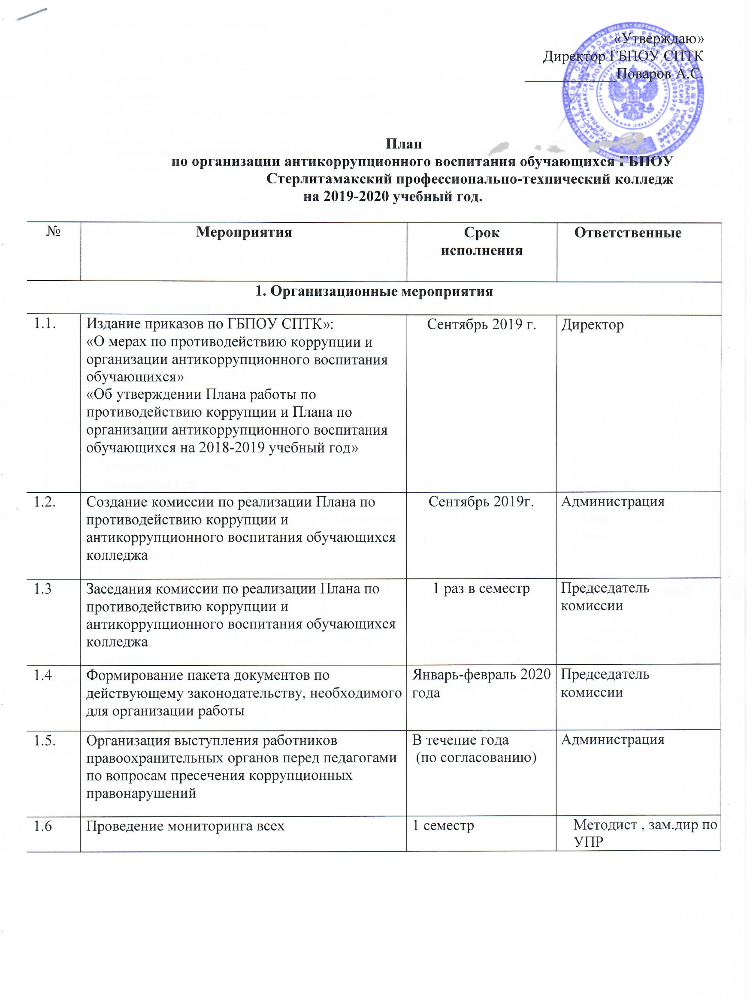 «Утверждаю»
Директор ГБПОУ СПТК
Поваров А.С.
План
по организации антикоррупционного воспитания обучающихся ГБПОУ
Стерлитамакский профессионально-технический колледж
на 2019-2020 учебный год.
№ Мероприятия Срок Ответственные
исполнения
1. Организационные мероприятия
1.1. Издание приказов по ГБПОУ СПТК»: Сентябрь 2019 г. Директор
«О мерах по противодействию коррупции и
организации антикоррупционного воспитания
обучающихся»
«Об утверждении Плана работы по
противодействию коррупции и Плана по
организации антикоррупционного воспитания
обучающихся на 2018-2019 учебный год»
1.2. Создание комиссии по реализации Плана по Сентябрь 2019г. Администрация
противодействию коррупции и
антикоррупционного воспитания обучающихся
колледжа
1.3 Заседания комиссии по реализации Плана по 1 раз в семестр Председатель
противодействию коррупции и комиссии
антикоррупционного воспитания обучающихся
колледжа
1.4 Формирование пакета документов по Январь-февраль 2020 Председатель
действующему законодательству, необходимого года комиссии
для организации работы
1.5. Организация выступления работников В течение года Администрация
правоохранительных органов перед педагогами (по согласованию)
по вопросам пресечения коррупционных
правонарушений
1.6 Проведение мониторинга всех 1 семестр Методист , зам.дир по
УПР